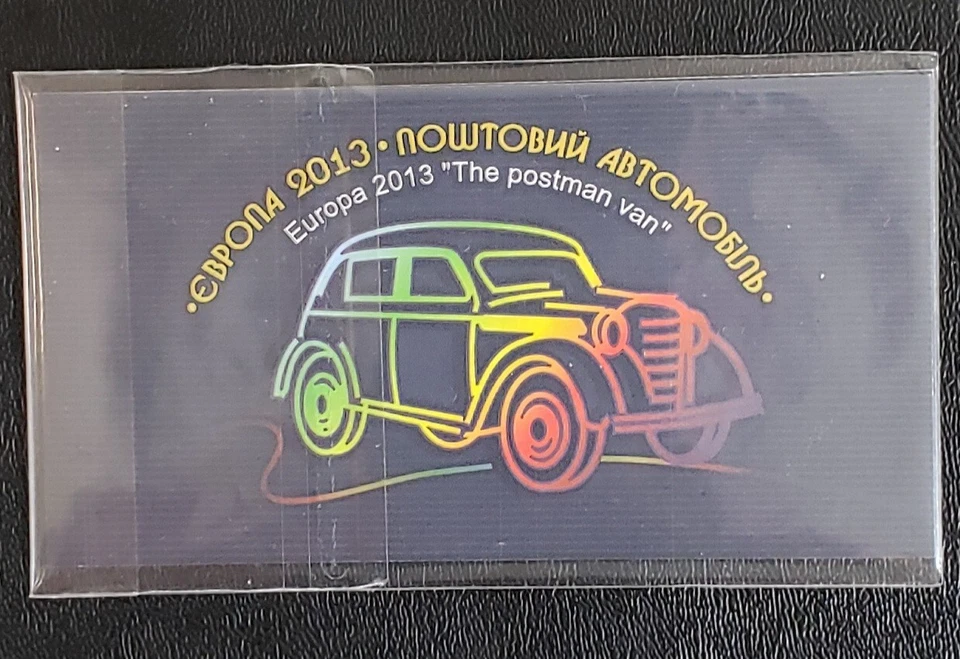 ·ЄВРОПА 2013·ПОШТОВИЙ АВТОМОБІЛЬ·
Europa 2013 "The postman van"